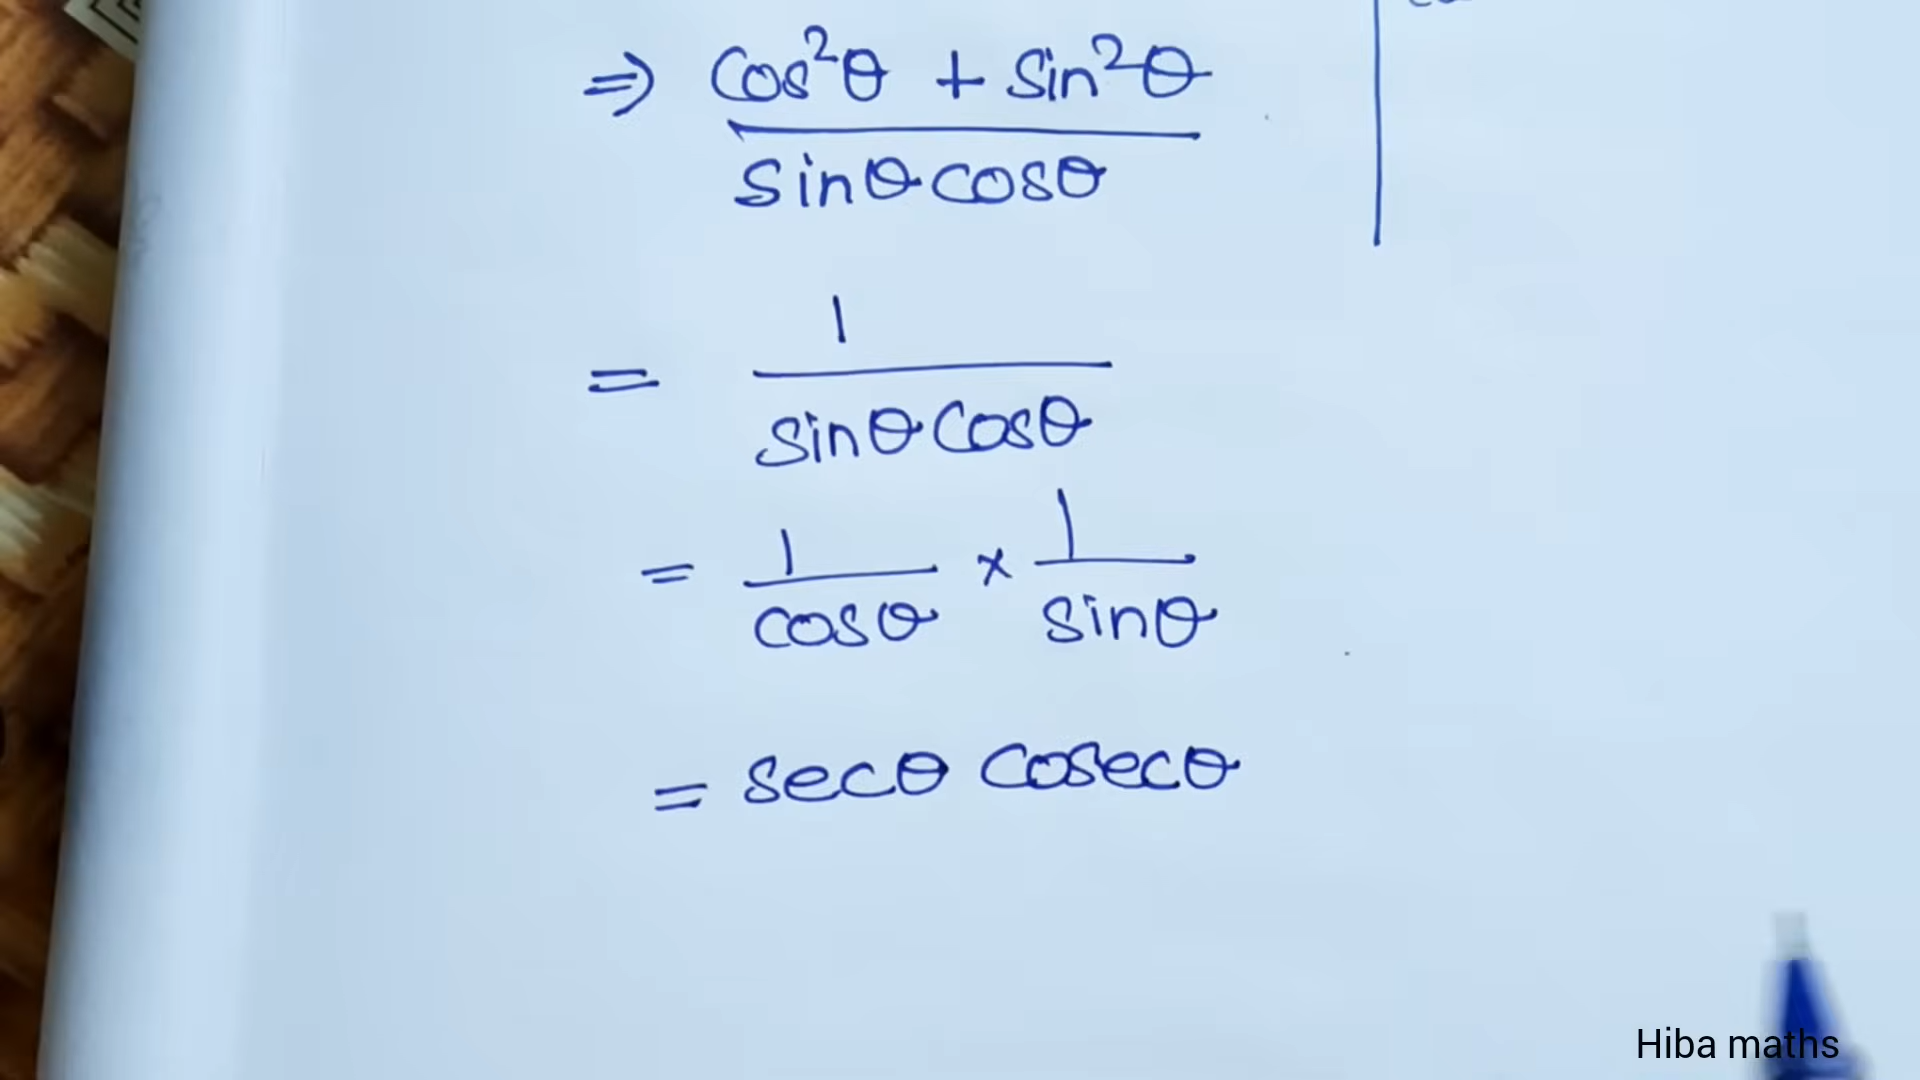 ⇒ cos²θ + sin²θ
sinθ cosθ
1
=
sinθ cosθ
= 1 × 1
cosθ sinθ
= secθ cosecθ
Hiba maths